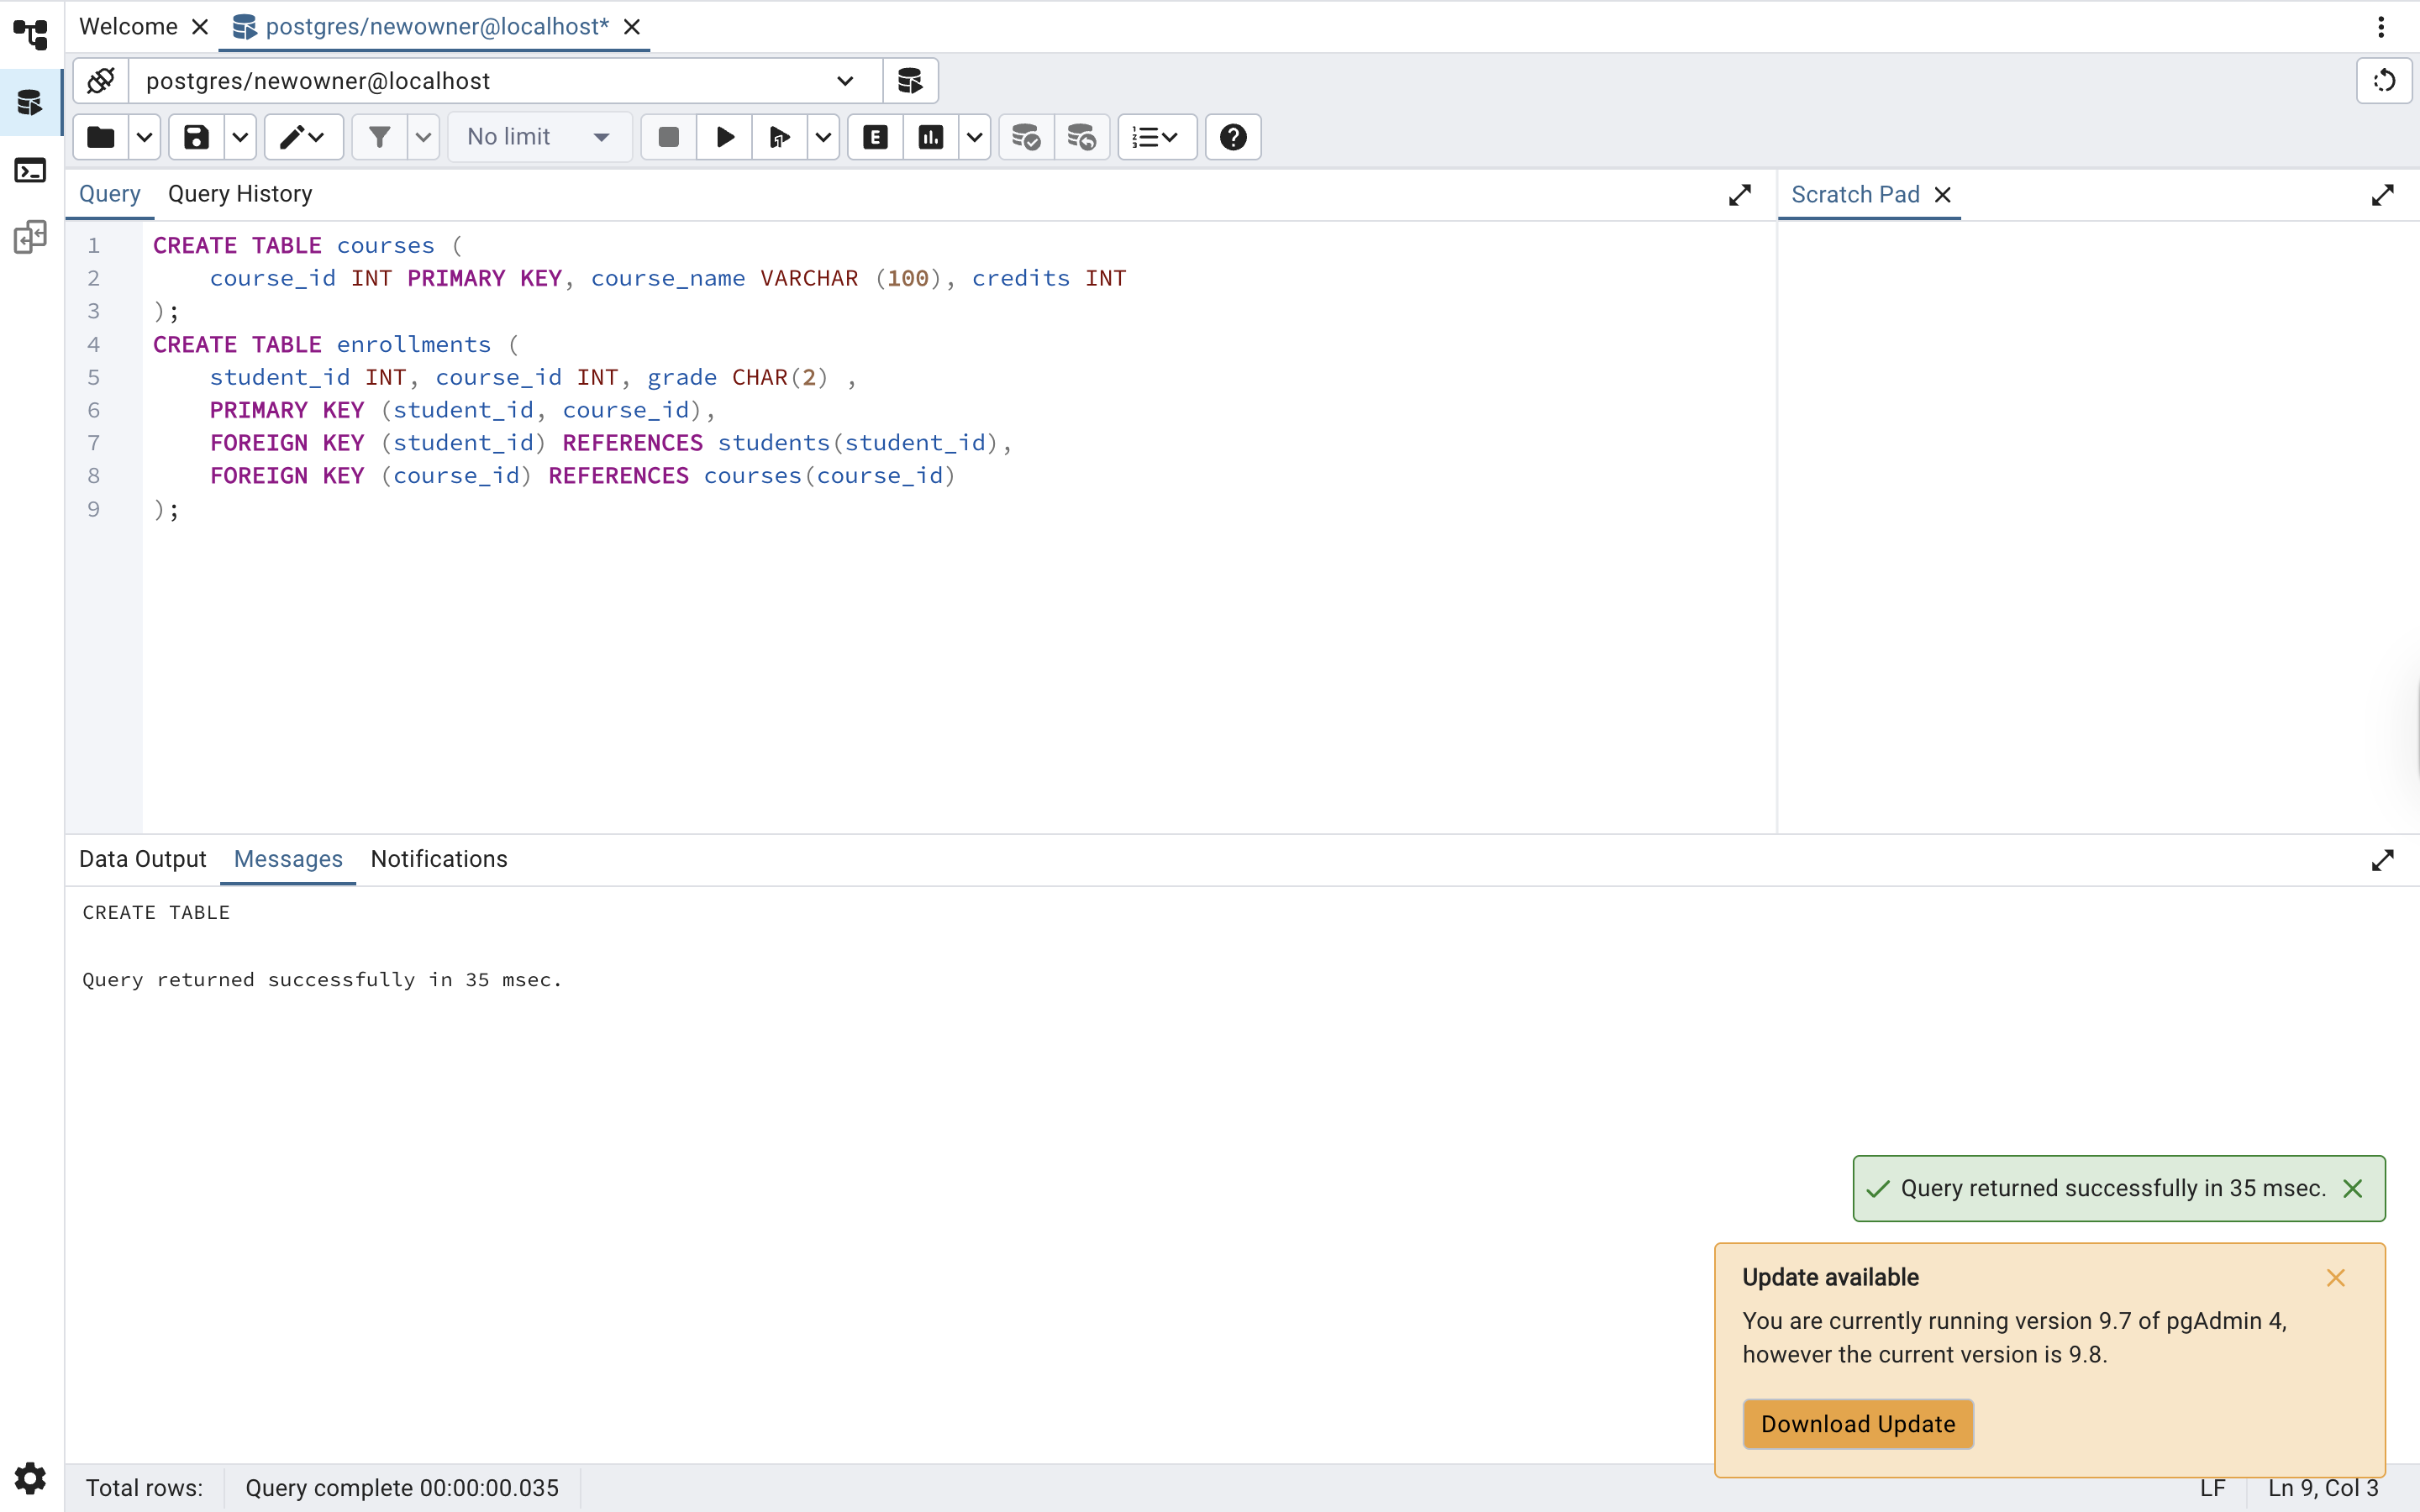 Welcome
postgres/newowner@localhost*
postgres/newowner@localhost
No limit
E
Query
Query History
Scratch Pad
1 CREATE TABLE courses (
2 course_id INT PRIMARY KEY, course_name VARCHAR (100), credits INT
3 );
4 CREATE TABLE enrollments (
5 student_id INT, course_id INT, grade CHAR(2) ,
6 PRIMARY KEY (student_id, course_id),
7 FOREIGN KEY (student_id) REFERENCES students(student_id),
8 FOREIGN KEY (course_id) REFERENCES courses(course_id)
9 );
Data Output
Messages
Notifications
CREATE TABLE
Query returned successfully in 35 msec.
Query returned successfully in 35 msec.
Update available
You are currently running version 9.7 of pgAdmin 4,
however the current version is 9.8.
Download Update
Total rows:
Query complete 00:00:00.035
LF
Ln 9, Col 3